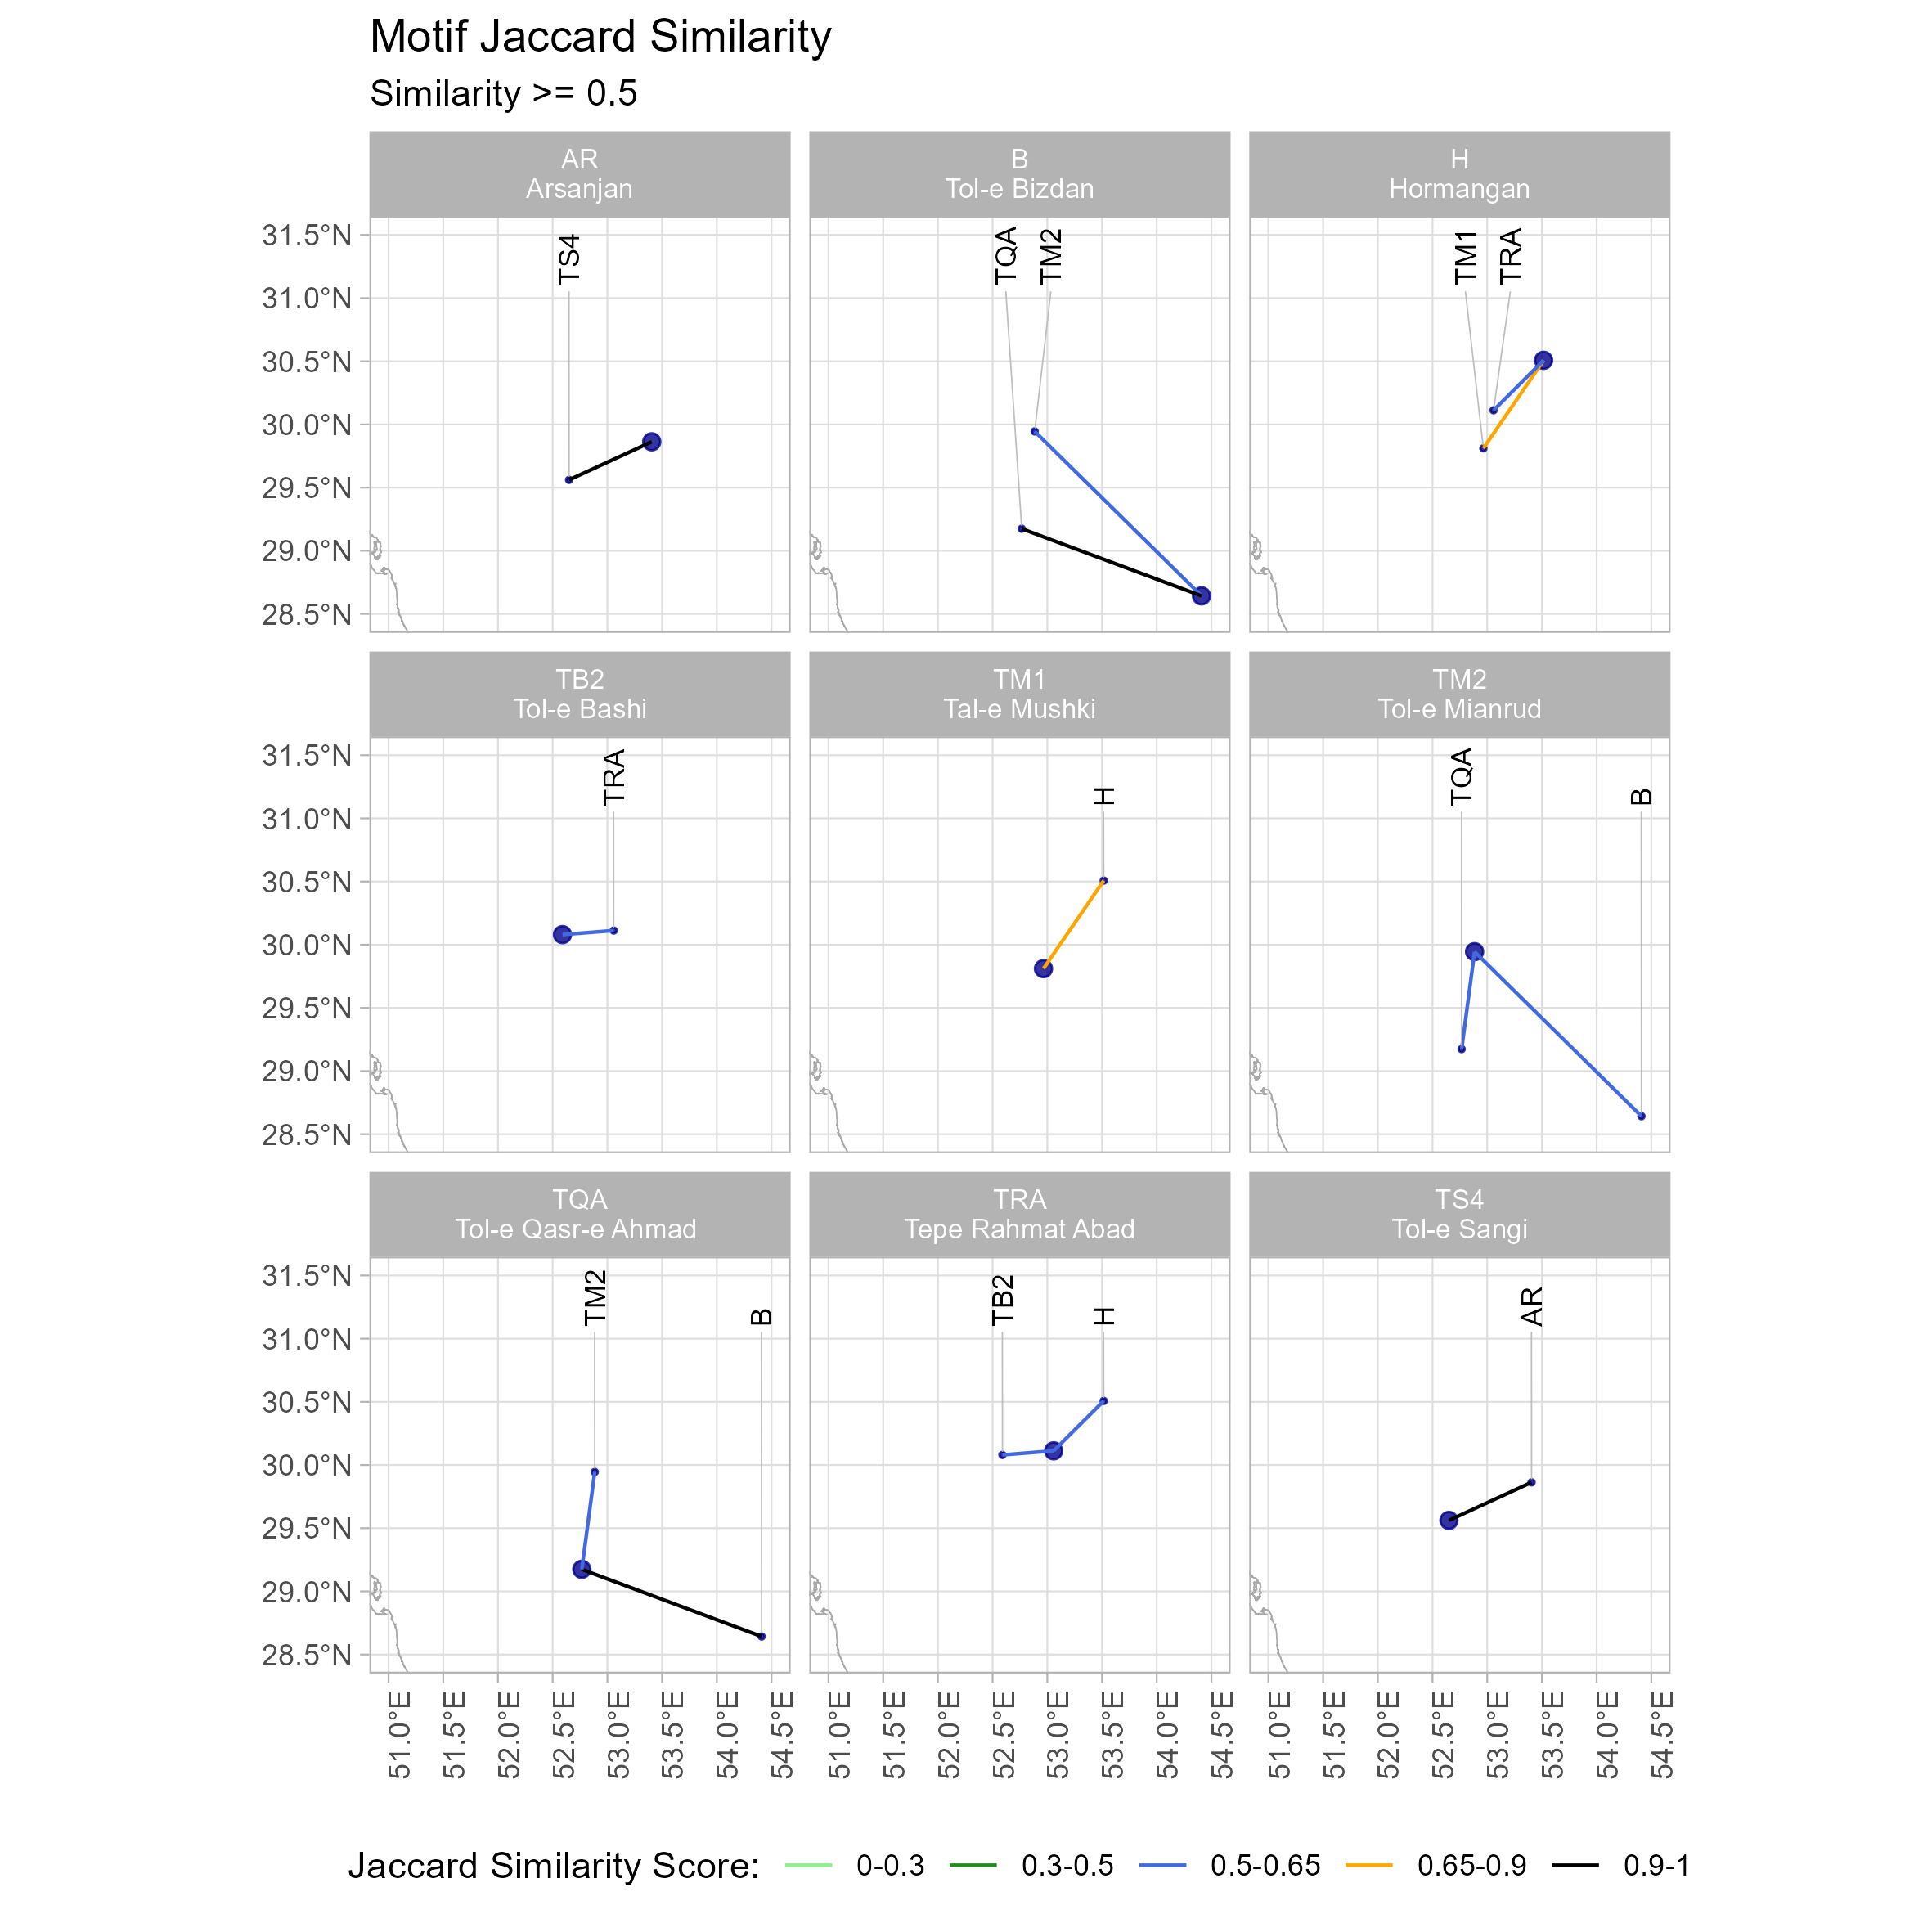 Motif Jaccard Similarity
Similarity >= 0.5
AR
Arsanjan
B
Tol-e Bizdan
H
Hormangan
31.5°N
31.0°N
30.5°N
30.0°N
29.5°N
29.0°N
28.5°N
TS4
TQA
TM2
TM1
TRA
TB2
Tol-e Bashi
TM1
Tal-e Mushki
TM2
Tol-e Mianrud
31.5°N
31.0°N
30.5°N
30.0°N
29.5°N
29.0°N
28.5°N
TRA
H
TQA
B
TQA
Tol-e Qasr-e Ahmad
TRA
Tepe Rahmat Abad
TS4
Tol-e Sangi
31.5°N
31.0°N
30.5°N
30.0°N
29.5°N
29.0°N
28.5°N
TM2
B
TB2
H
AR
51.0°E
51.5°E
52.0°E
52.5°E
53.0°E
53.5°E
54.0°E
54.5°E
51.0°E
51.5°E
52.0°E
52.5°E
53.0°E
53.5°E
54.0°E
54.5°E
51.0°E
51.5°E
52.0°E
52.5°E
53.0°E
53.5°E
54.0°E
54.5°E
Jaccard Similarity Score: 0-0.3 0.3-0.5 0.5-0.65 0.65-0.9 0.9-1